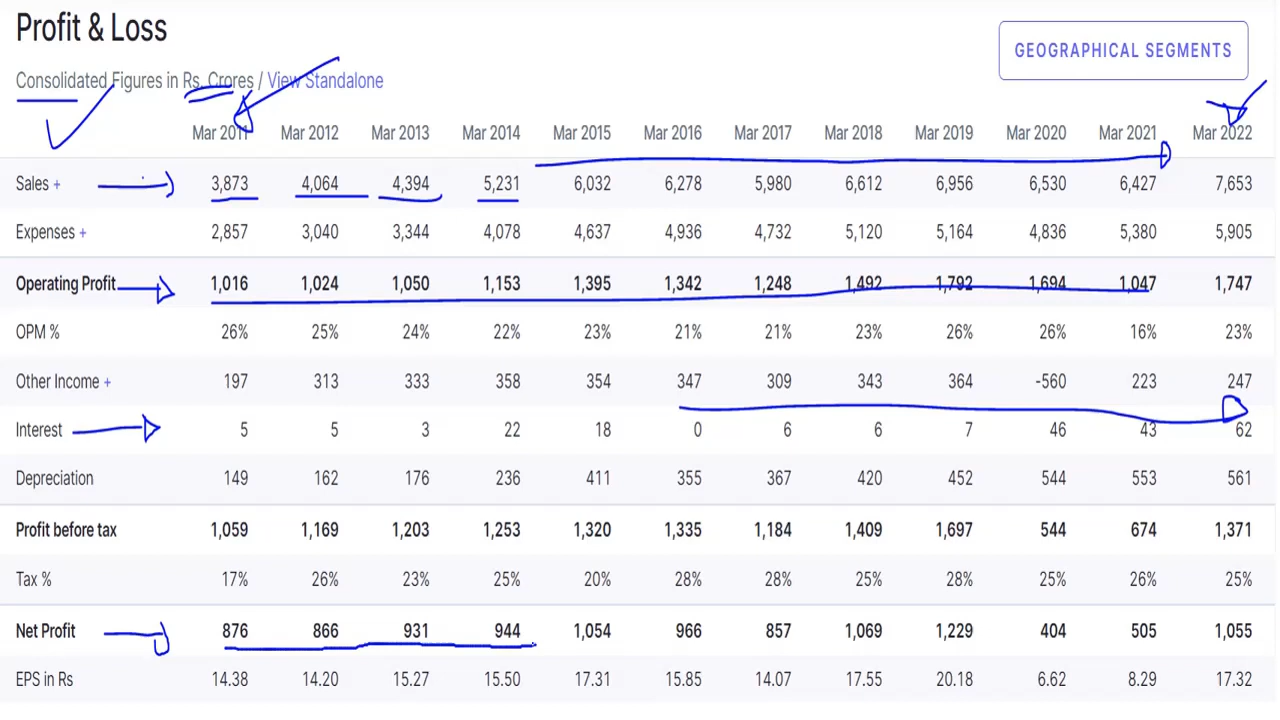 Profit & Loss
GEOGRAPHICAL SEGMENTS
Consolidated Figures in Rs. Crores / View Standalone
Mar 2011 Mar 2012 Mar 2013 Mar 2014 Mar 2015 Mar 2016 Mar 2017 Mar 2018 Mar 2019 Mar 2020 Mar 2021 Mar 2022
Sales + 3,873 4,064 4,394 5,231 6,032 6,278 5,980 6,612 6,956 6,530 6,427 7,653
Expenses + 2,857 3,040 3,344 4,078 4,637 4,936 4,732 5,120 5,164 4,836 5,380 5,905
Operating Profit 1,016 1,024 1,050 1,153 1,395 1,342 1,248 1,492 1,792 1,694 1,047 1,747
OPM % 26% 25% 24% 22% 23% 21% 21% 23% 26% 26% 16% 23%
Other Income + 197 313 333 358 354 347 309 343 364 -560 223 247
Interest 5 5 3 22 18 0 6 6 7 46 43 62
Depreciation 149 162 176 236 411 355 367 420 452 544 553 561
Profit before tax 1,059 1,169 1,203 1,253 1,320 1,335 1,184 1,409 1,697 544 674 1,371
Tax % 17% 26% 23% 25% 20% 28% 28% 25% 28% 25% 26% 25%
Net Profit 876 866 931 944 1,054 966 857 1,069 1,229 404 505 1,055
EPS in Rs 14.38 14.20 15.27 15.50 17.31 15.85 14.07 17.55 20.18 6.62 8.29 17.32